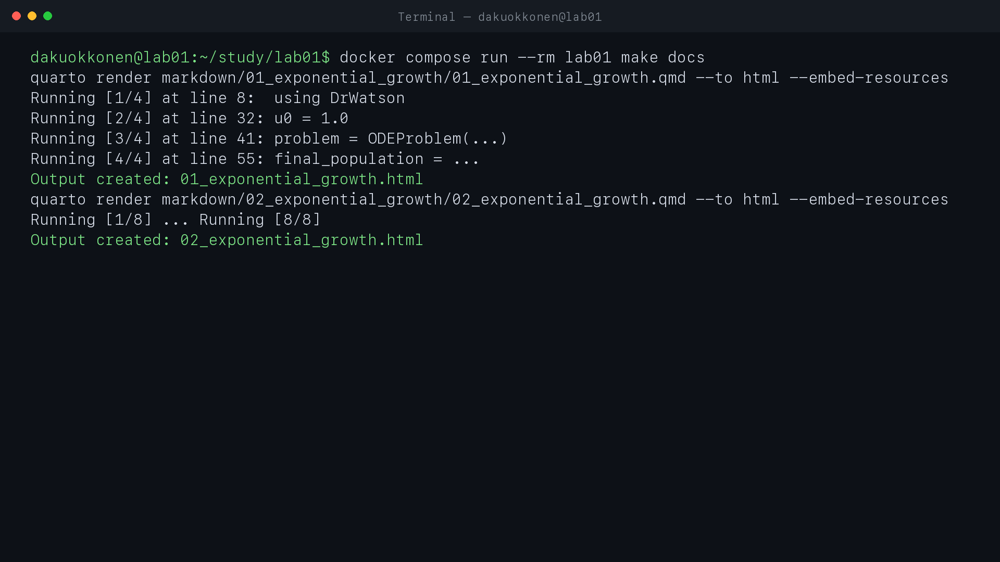 Terminal — dakuokkonen@lab01
dakuokkonen@lab01:~/study/lab01$ docker compose run --rm lab01 make docs
quarto render markdown/01_exponential_growth/01_exponential_growth.qmd --to html --embed-resources
Running [1/4] at line 8:  using DrWatson
Running [2/4] at line 32: u0 = 1.0
Running [3/4] at line 41: problem = ODEProblem(...)
Running [4/4] at line 55: final_population = ...
Output created: 01_exponential_growth.html
quarto render markdown/02_exponential_growth/02_exponential_growth.qmd --to html --embed-resources
Running [1/8] ... Running [8/8]
Output created: 02_exponential_growth.html